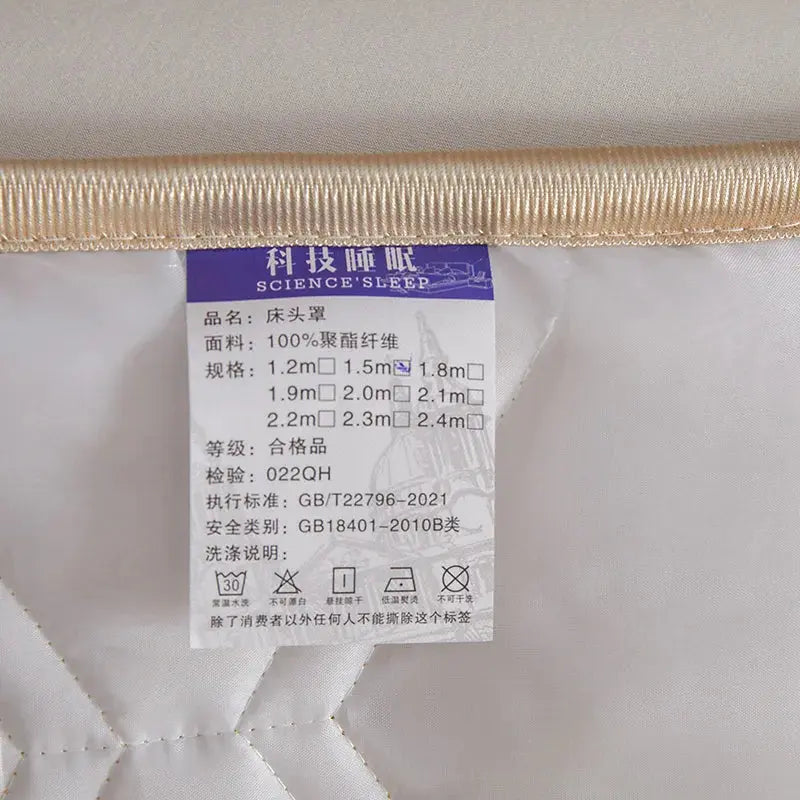 科技睡眠
SCIENCE'SLEEP
品名：床头罩
面料：100%聚酯纤维
规格：1.2m□ 1.5m☑ 1.8m□
1.9m□ 2.0m□ 2.1m□
2.2m□ 2.3m□ 2.4m□
等级：合格品
检验：022QH
执行标准：GB/T22796-2021
安全类别：GB18401-2010B类
洗涤说明：
30
常温水洗 不可漂白 悬挂晾干 低温熨烫 不可干洗
除了消费者以外任何人不能撕除这个标签